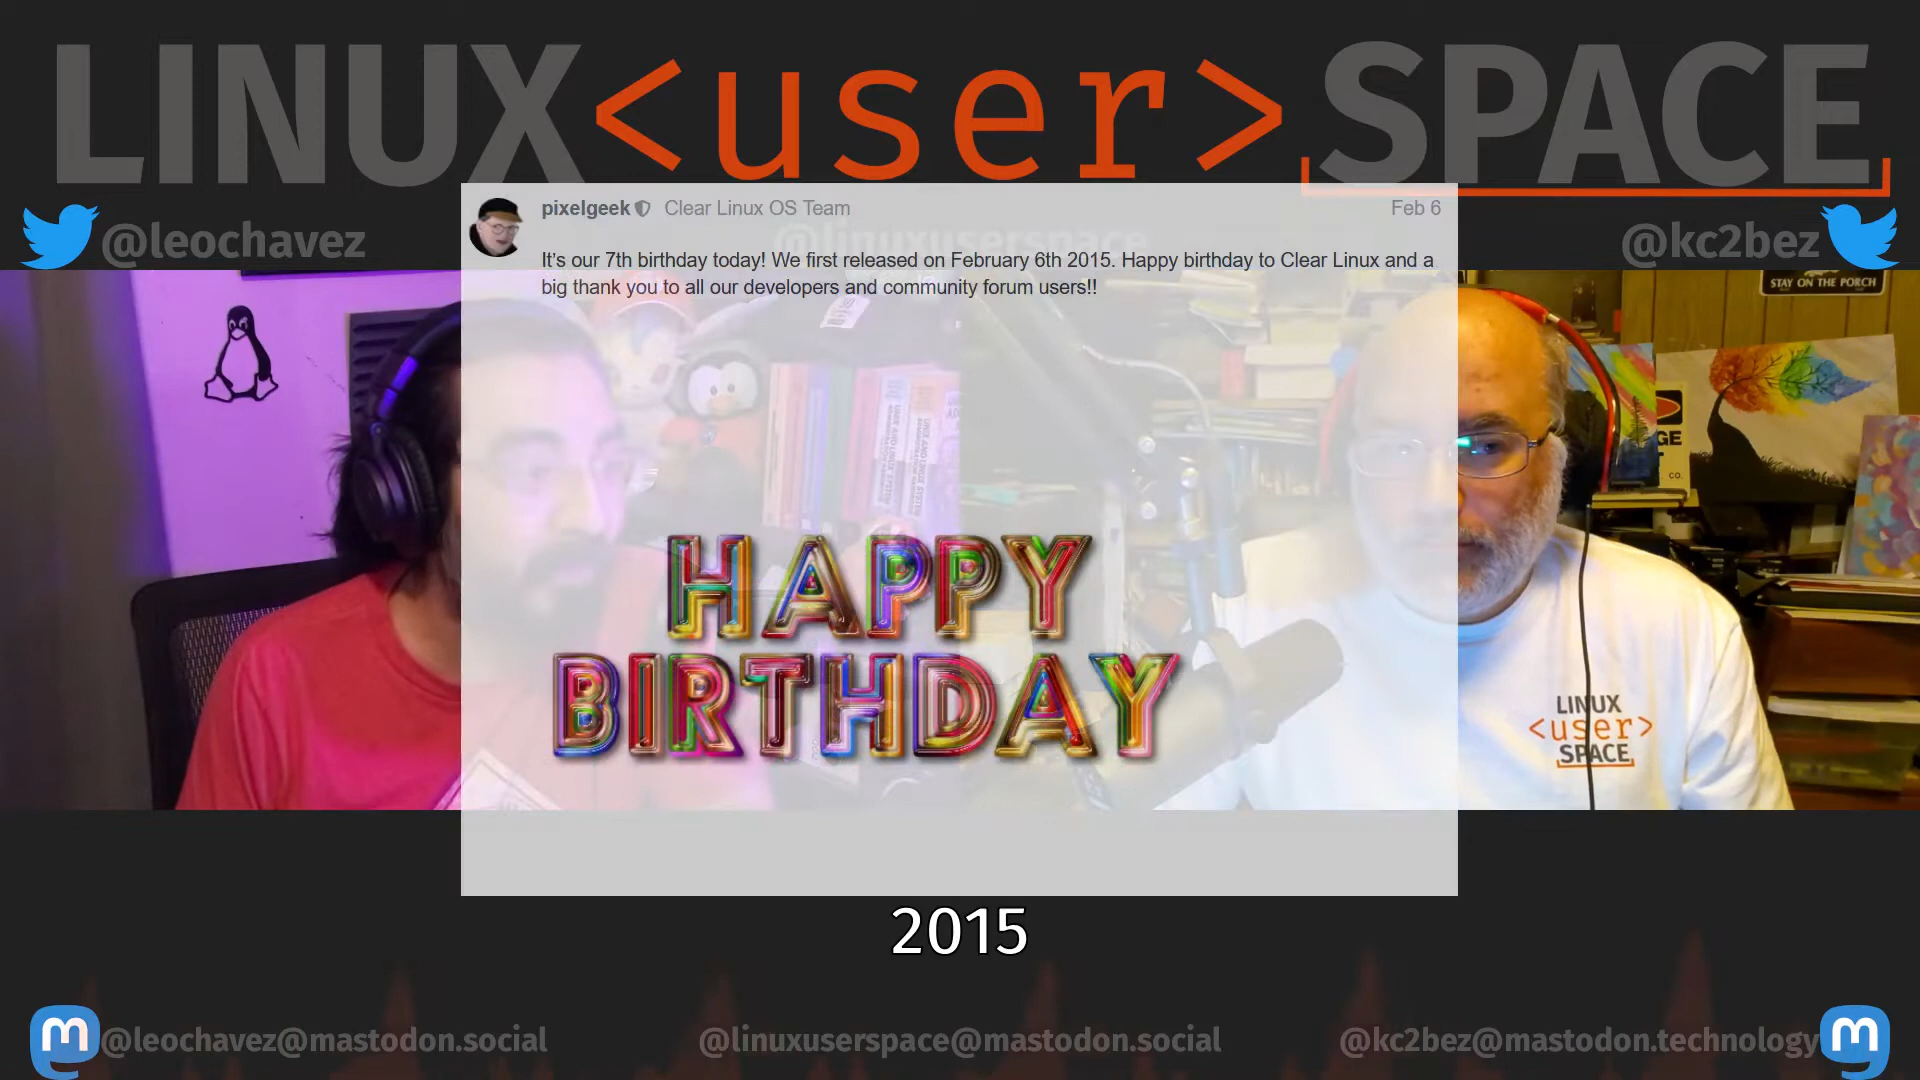 LINUX <user> SPACE
@leochavez
@linuxuserspace
@kc2bez
pixelgeek Clear Linux OS Team Feb 6
It's our 7th birthday today! We first released on February 6th 2015. Happy birthday to Clear Linux and a
big thank you to all our developers and community forum users!!
STAY ON THE PORCH
GE
CO.
HAPPY
BIRTHDAY
LINUX
<user>
SPACE
2015
@leochavez@mastodon.social
@linuxuserspace@mastodon.social
@kc2bez@mastodon.technology